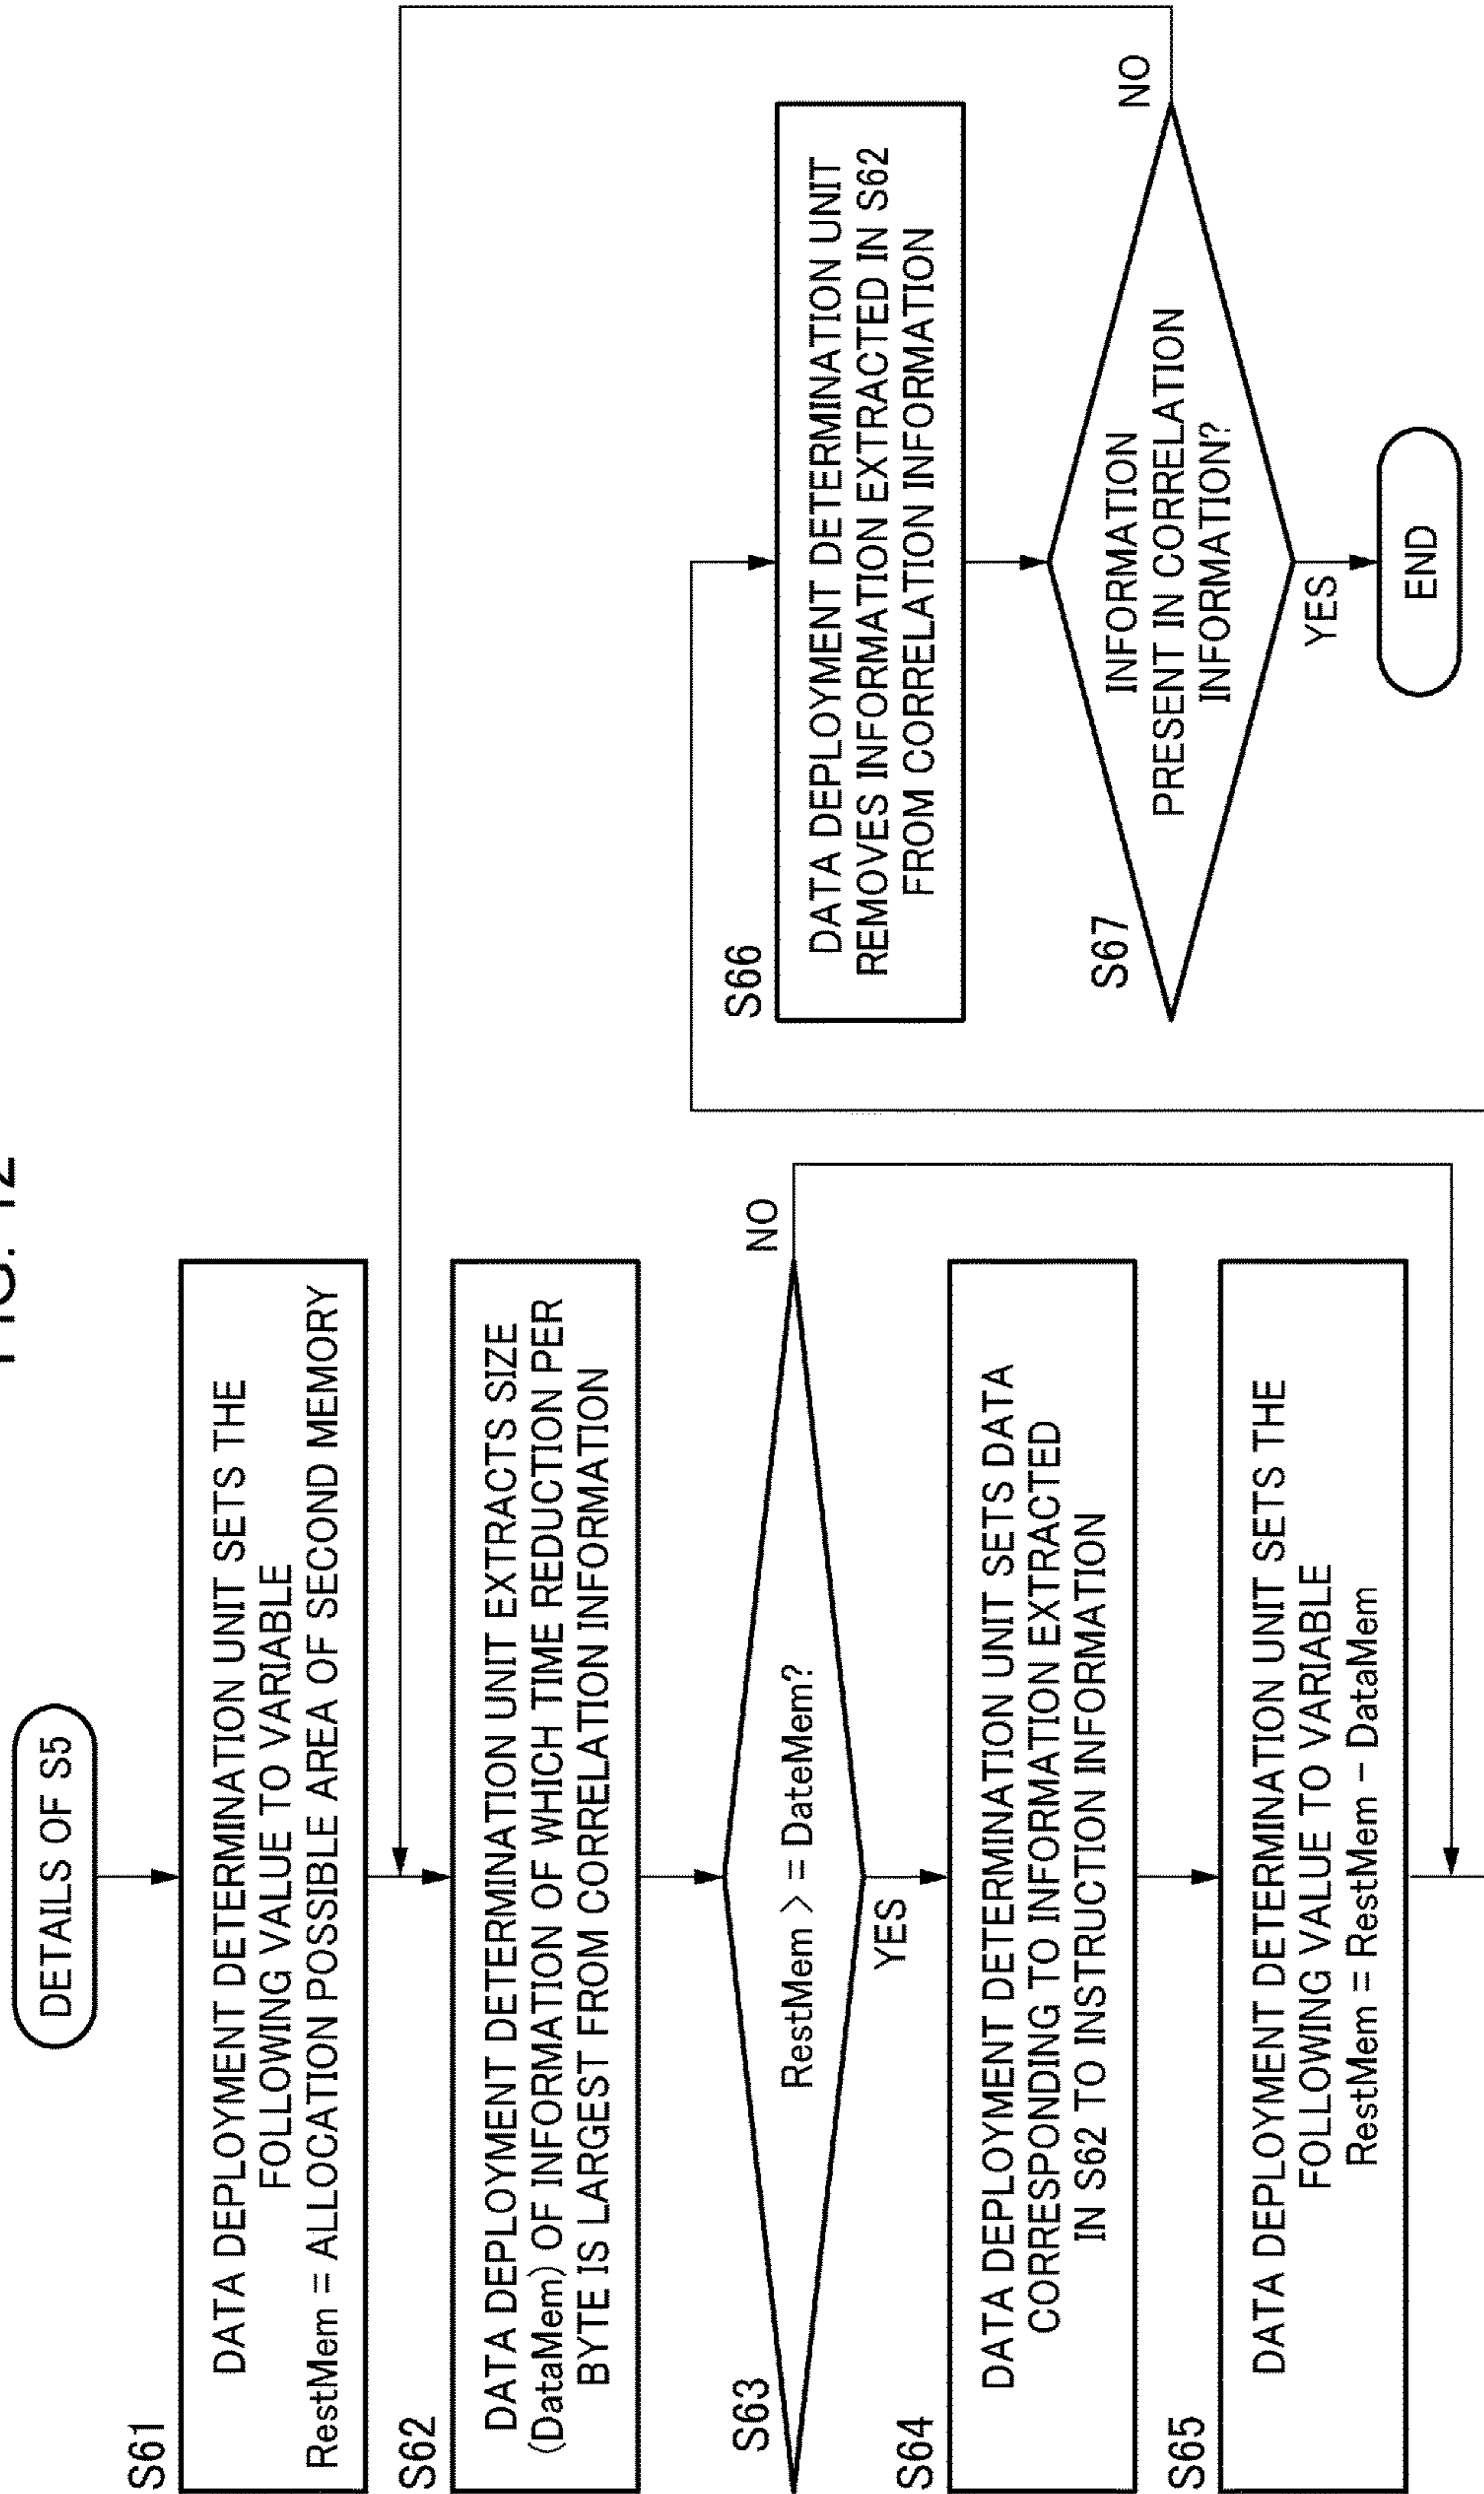 FIG. 12
DETAILS OF S5
S61
DATA DEPLOYMENT DETERMINATION UNIT SETS THE
FOLLOWING VALUE TO VARIABLE
RestMem = ALLOCATION POSSIBLE AREA OF SECOND MEMORY
S62
DATA DEPLOYMENT DETERMINATION UNIT EXTRACTS SIZE
(DataMem) OF INFORMATION OF WHICH TIME REDUCTION PER
BYTE IS LARGEST FROM CORRELATION INFORMATION
S63
RestMem > = DateMem?
NO
YES
S64
DATA DEPLOYMENT DETERMINATION UNIT SETS DATA
CORRESPONDING TO INFORMATION EXTRACTED
IN S62 TO INSTRUCTION INFORMATION
S65
DATA DEPLOYMENT DETERMINATION UNIT SETS THE
FOLLOWING VALUE TO VARIABLE
RestMem = RestMem − DataMem
S66
DATA DEPLOYMENT DETERMINATION UNIT
REMOVES INFORMATION EXTRACTED IN S62
FROM CORRELATION INFORMATION
S67
INFORMATION
PRESENT IN CORRELATION
INFORMATION?
NO
YES
END